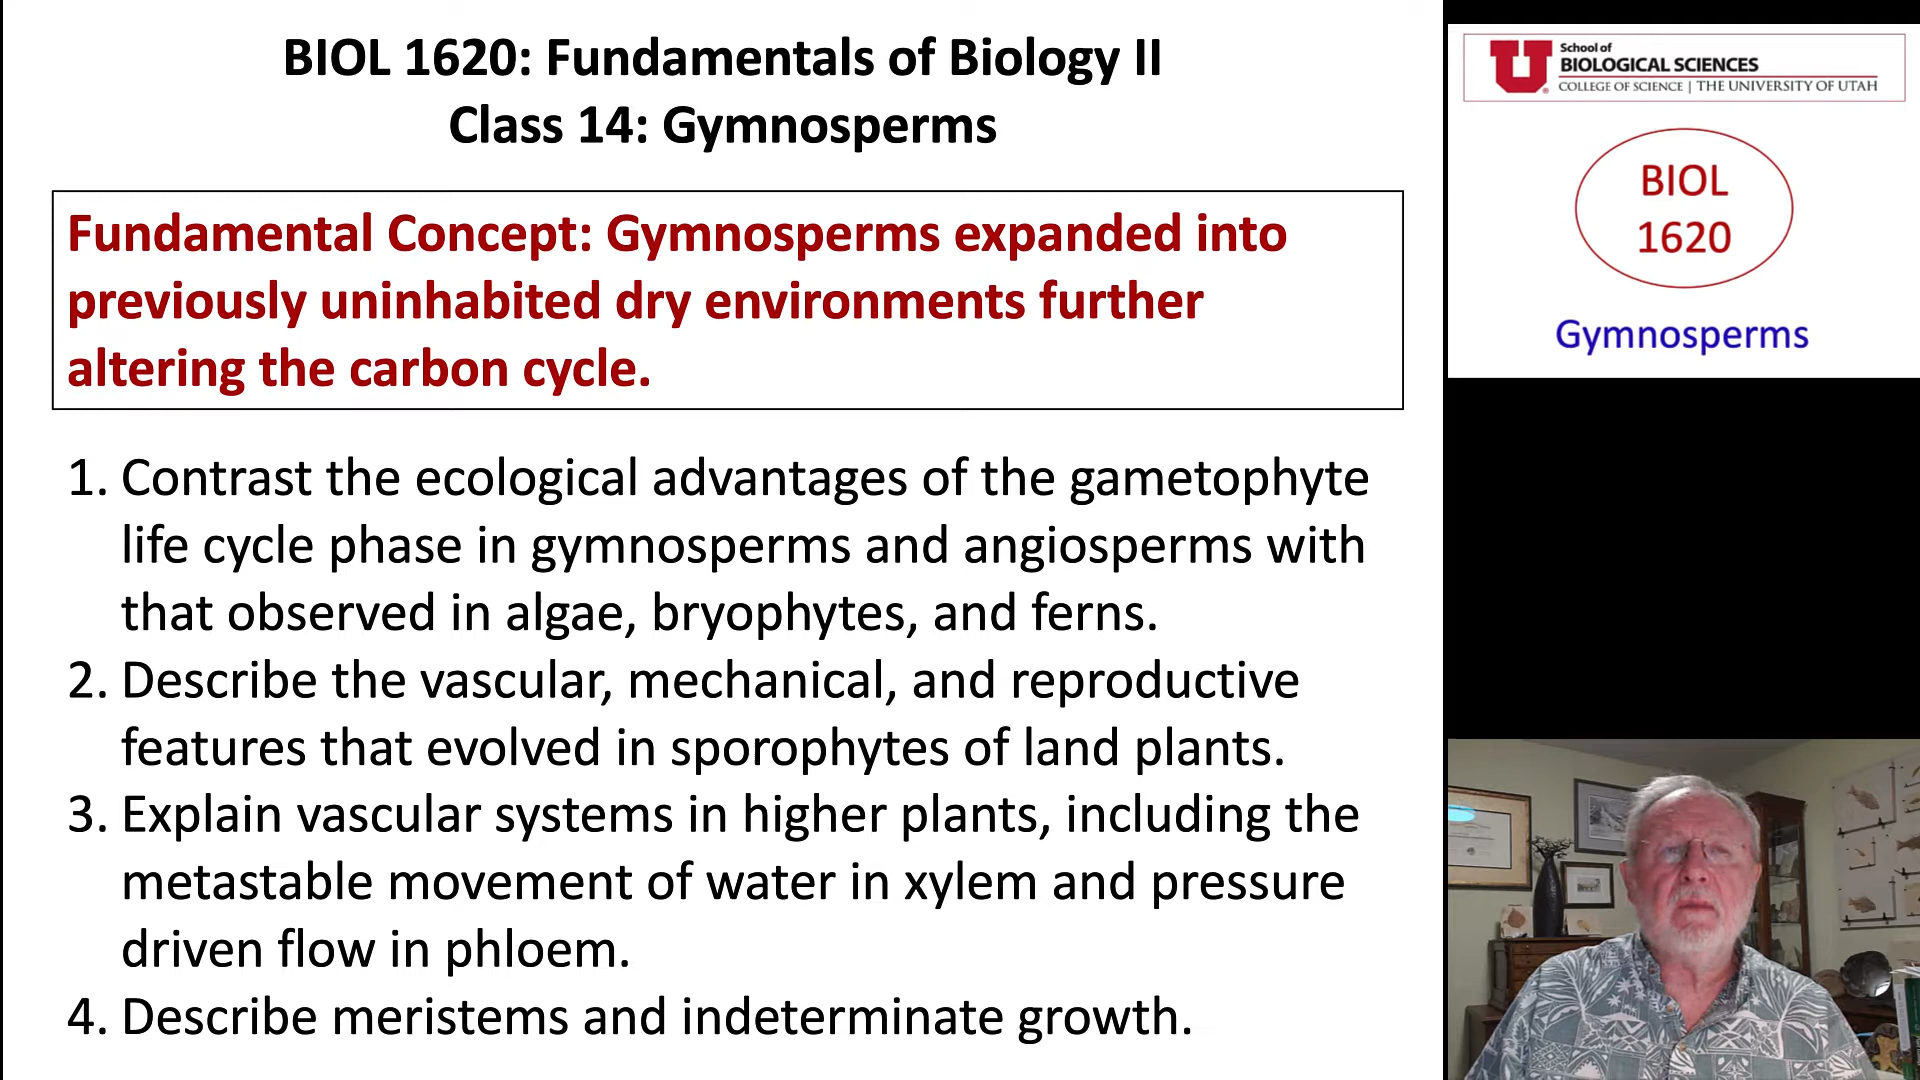 BIOL 1620: Fundamentals of Biology II
Class 14: Gymnosperms
Fundamental Concept: Gymnosperms expanded into
previously uninhabited dry environments further
altering the carbon cycle.
1. Contrast the ecological advantages of the gametophyte
life cycle phase in gymnosperms and angiosperms with
that observed in algae, bryophytes, and ferns.
2. Describe the vascular, mechanical, and reproductive
features that evolved in sporophytes of land plants.
3. Explain vascular systems in higher plants, including the
metastable movement of water in xylem and pressure
driven flow in phloem.
4. Describe meristems and indeterminate growth.
School of
BIOLOGICAL SCIENCES
COLLEGE OF SCIENCE | THE UNIVERSITY OF UTAH
BIOL
1620
Gymnosperms